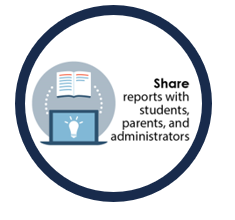 Share
reports with
students,
parents, and
administrators